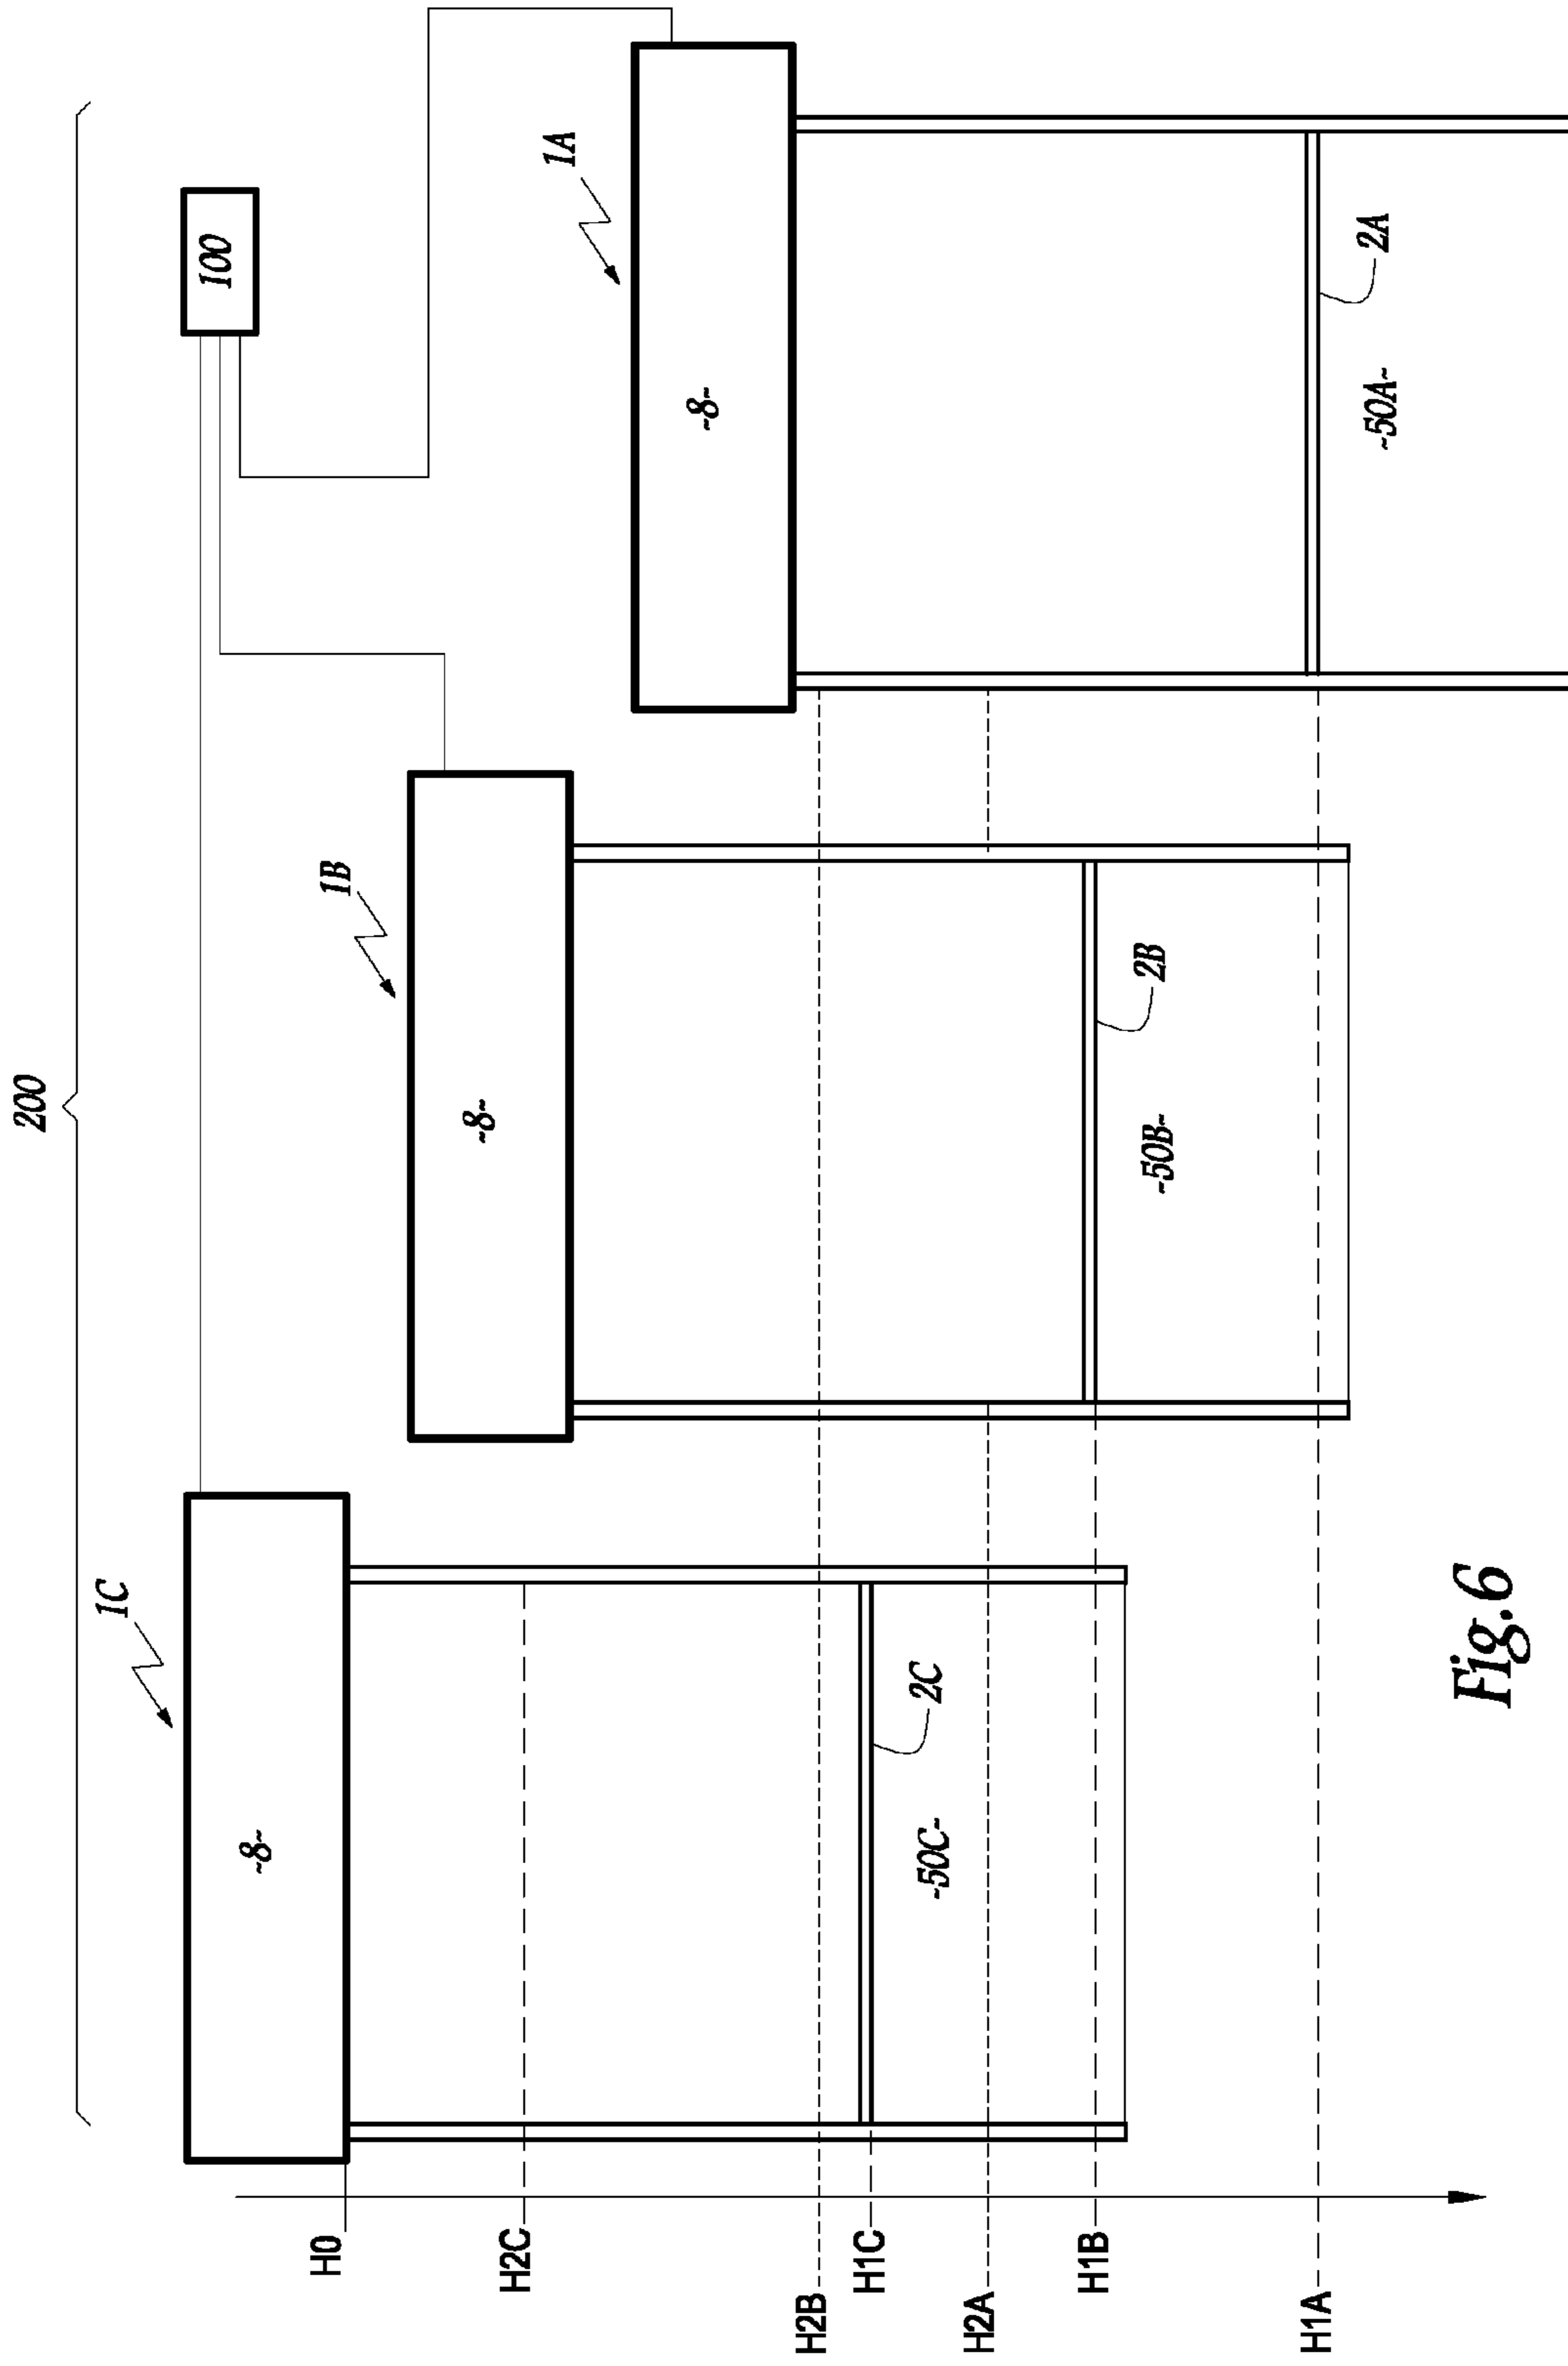 200
100
1C
1B
1A
~8~
~8~
~8~
2C
2B
2A
~50C~
~50B~
~50A~
H0
H2C
H2B
H1C
H2A
H1B
H1A
Fig.6